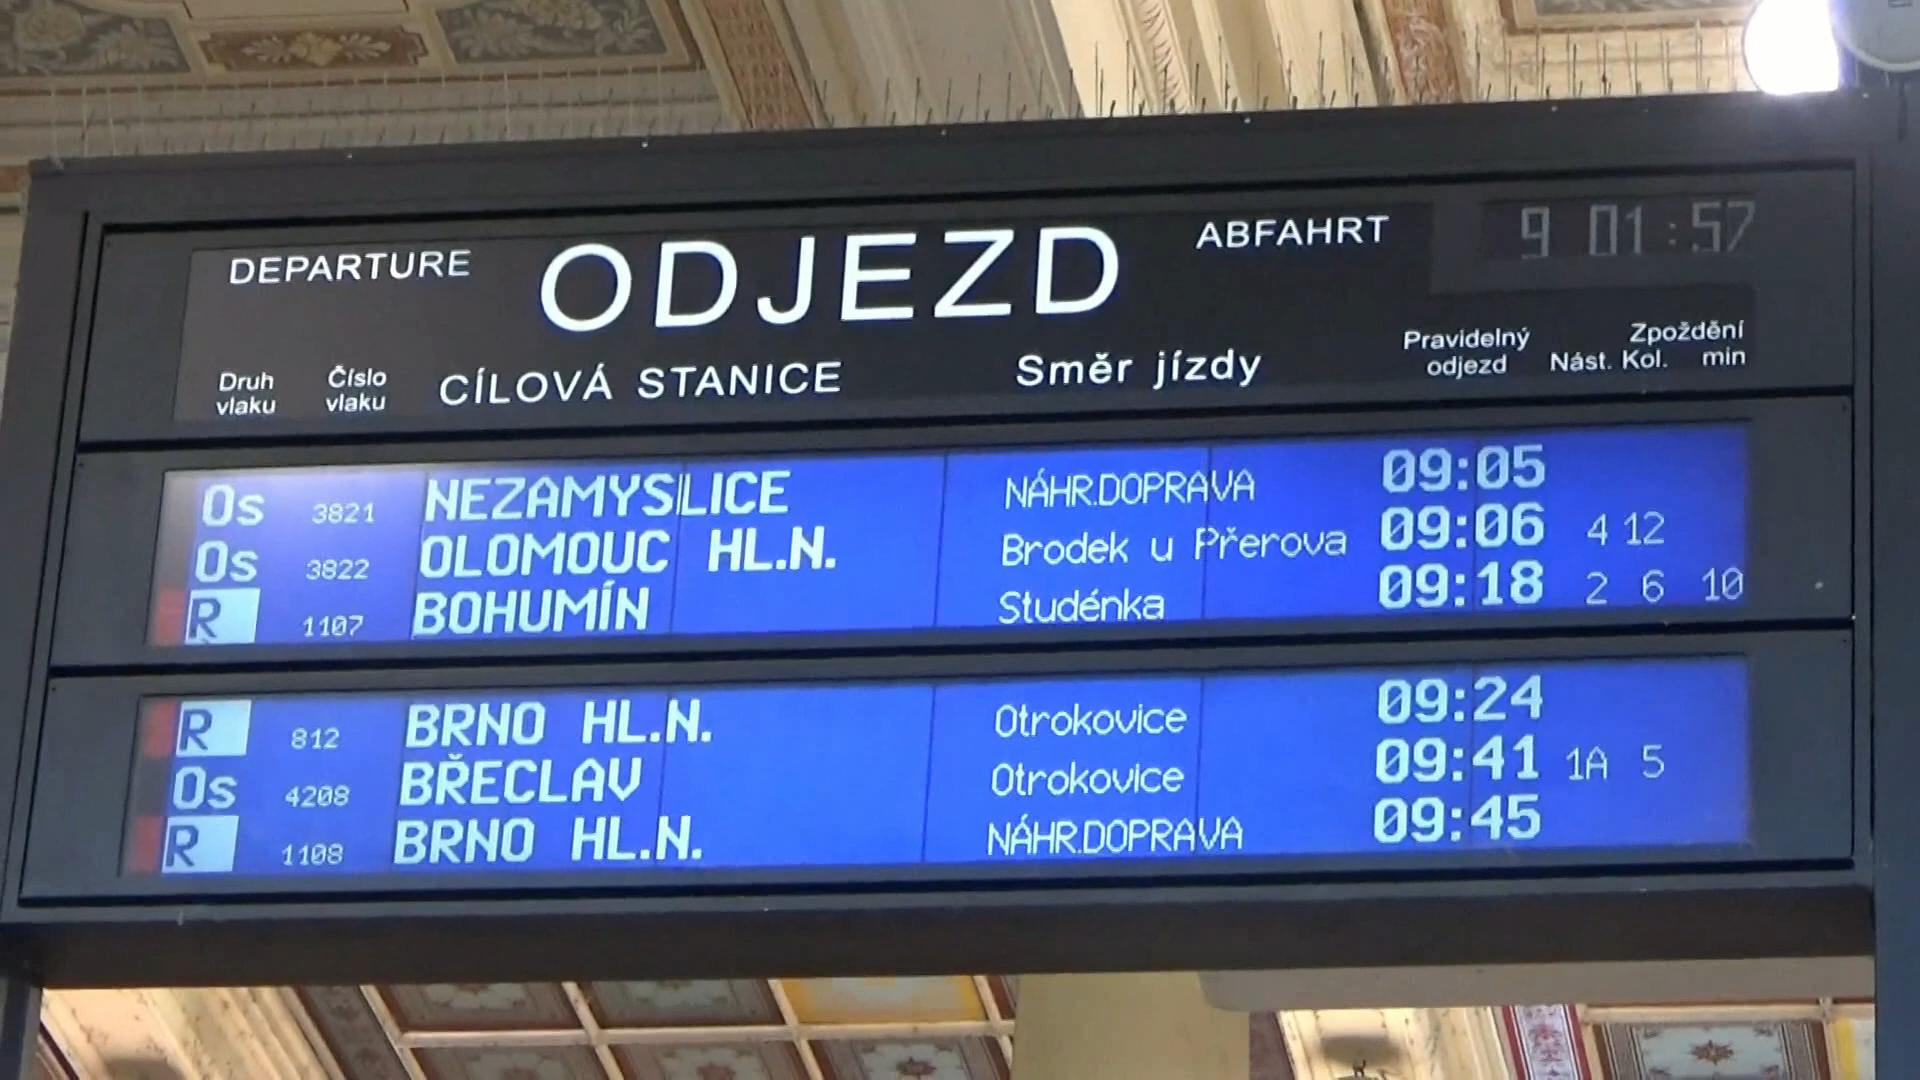 DEPARTURE ODJEZD ABFAHRT 9 01:57
Druh vlaku Číslo vlaku CÍLOVÁ STANICE Směr jízdy Pravidelný odjezd Nást. Kol. Zpoždění min
Os 3821 NEZAMYSLICE NÁHR.DOPRAVA 09:05
Os 3822 OLOMOUC HL.N. Brodek u Přerova 09:06 4 12
R 1107 BOHUMÍN Studénka 09:18 2 6 10
R 812 BRNO HL.N. Otrokovice 09:24
Os 4208 BŘECLAV Otrokovice 09:41 1A 5
R 1108 BRNO HL.N. NÁHR.DOPRAVA 09:45